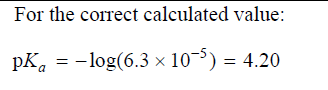 For the correct calculated value:
pKₐ = −log(6.3 × 10⁻⁵) = 4.20